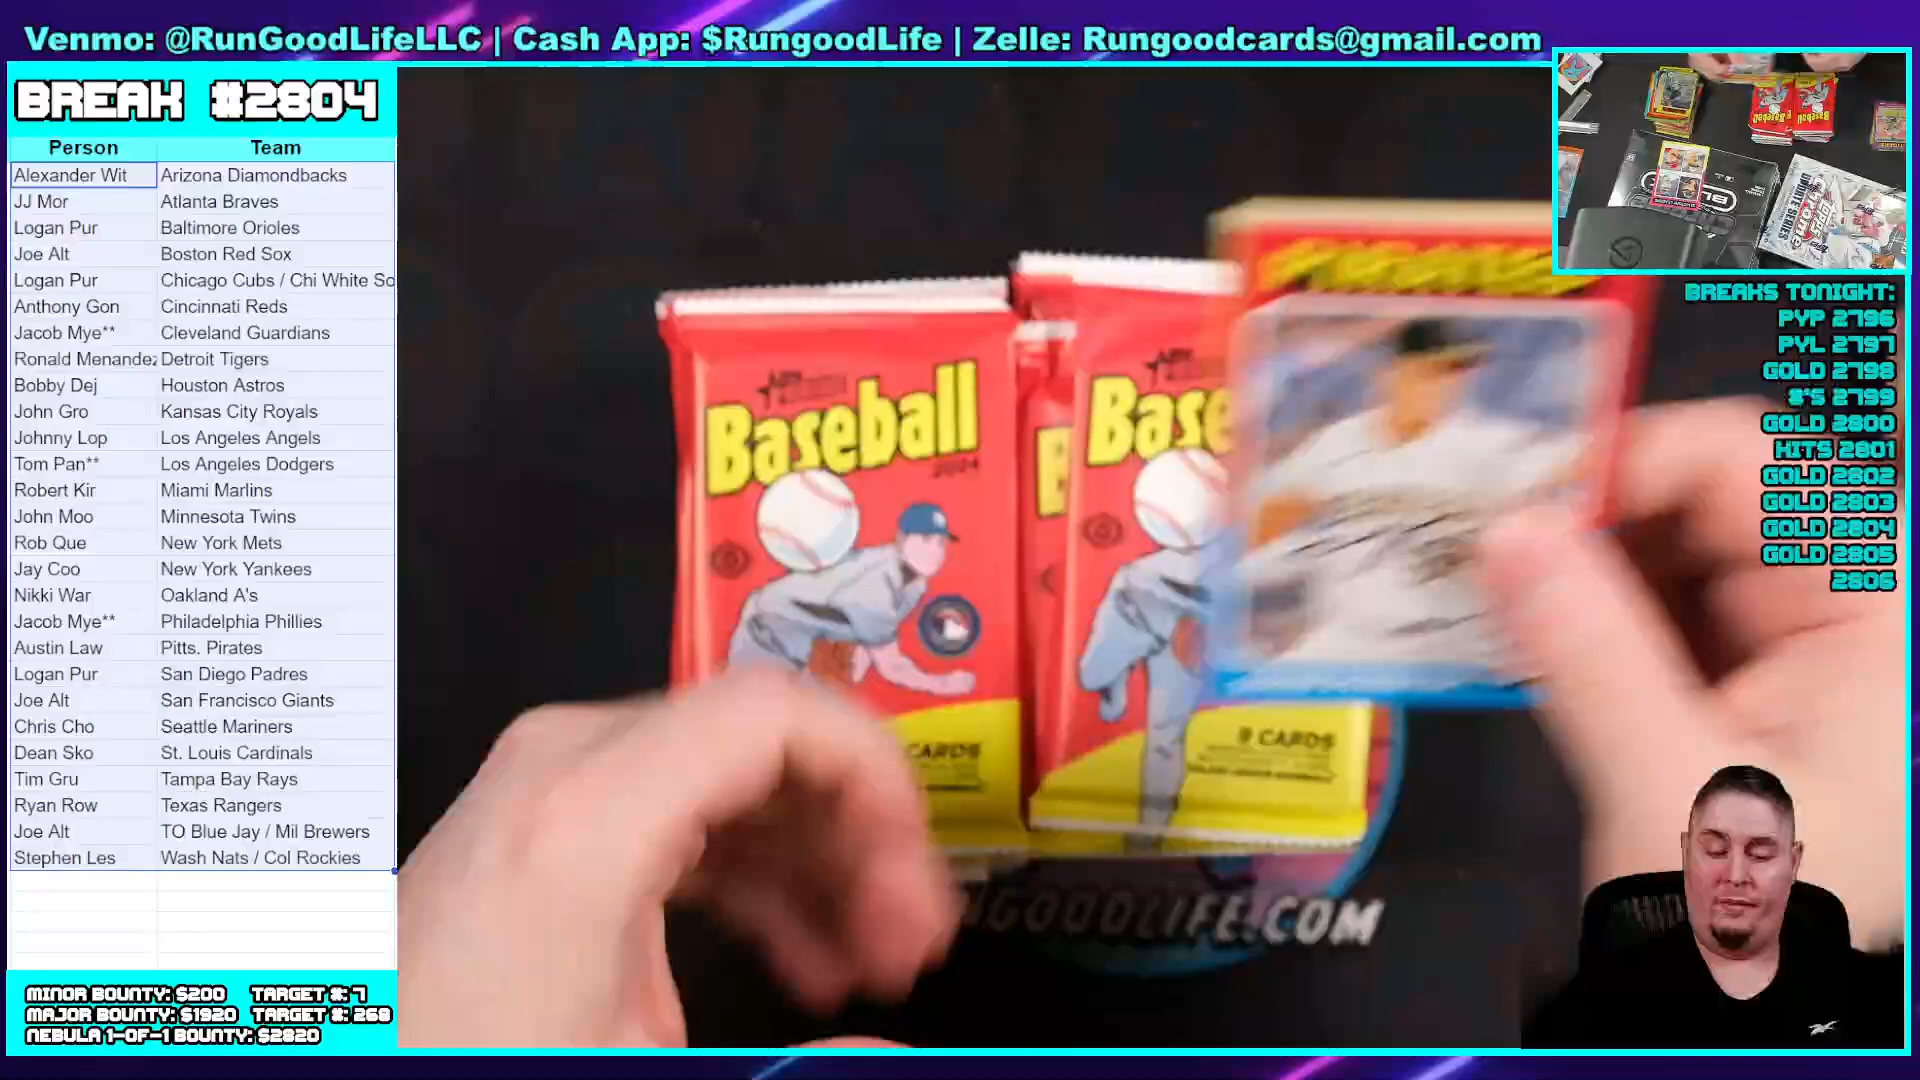 Venmo: @RunGoodLifeLLC | Cash App: $RungoodLife | Zelle: Rungoodcards@gmail.com
BREAK #2804
Person Team
Alexander Wit Arizona Diamondbacks
JJ Mor Atlanta Braves
Logan Pur Baltimore Orioles
Joe Alt Boston Red Sox
Logan Pur Chicago Cubs / Chi White So
Anthony Gon Cincinnati Reds
Jacob Mye** Cleveland Guardians
Ronald Menandez Detroit Tigers
Bobby Dej Houston Astros
John Gro Kansas City Royals
Johnny Lop Los Angeles Angels
Tom Pan** Los Angeles Dodgers
Robert Kir Miami Marlins
John Moo Minnesota Twins
Rob Que New York Mets
Jay Coo New York Yankees
Nikki War Oakland A's
Jacob Mye** Philadelphia Phillies
Austin Law Pitts. Pirates
Logan Pur San Diego Padres
Joe Alt San Francisco Giants
Chris Cho Seattle Mariners
Dean Sko St. Louis Cardinals
Tim Gru Tampa Bay Rays
Ryan Row Texas Rangers
Joe Alt TO Blue Jay / Mil Brewers
Stephen Les Wash Nats / Col Rockies
MINOR BOUNTY: $200 TARGET #: 7
MAJOR BOUNTY: $1920 TARGET #: 268
NEBULA 1-OF-1 BOUNTY: $2820
Baseball
2024
CARDS
Base
9 CARDS
GOODLIFE.COM
UPDATE SERIES
BREAKS TONIGHT:
PYP 2796
PYL 2797
GOLD 2798
#'S 2799
GOLD 2800
HITS 2801
GOLD 2802
GOLD 2803
GOLD 2804
GOLD 2805
2806